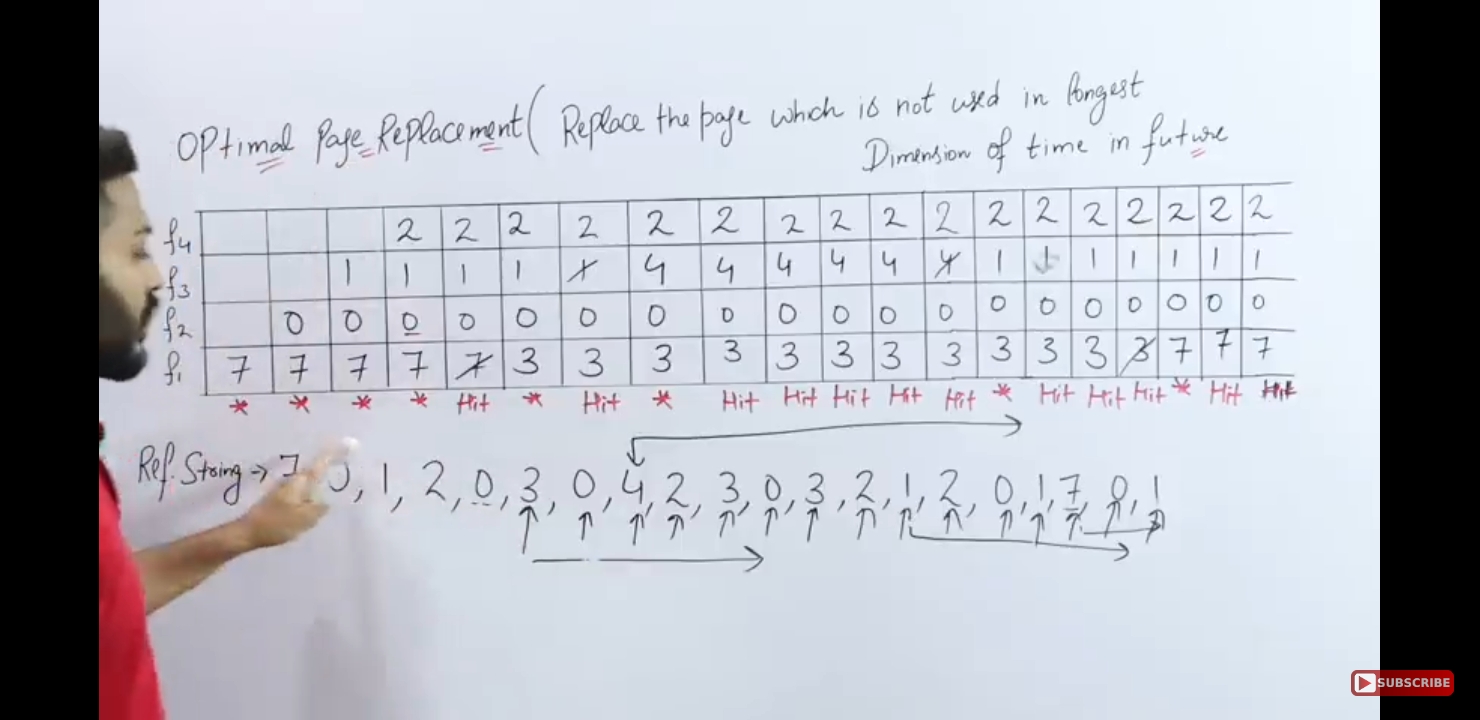 Optimal Page Replacement ( Replace the page which is not used in longest
Dimension of time in future
f4 2 2 2 2 2 2 2 2 2 2 2 2 2 2 2 2 2
f3 1 1 1 1 1 4 4 4 4 4 4 1 1 1 1 1 1 1
f2 0 0 0 0 0 0 0 0 0 0 0 0 0 0 0 0 0 0 0
f1 7 7 7 7 7 3 3 3 3 3 3 3 3 3 3 3 3 7 7 7
* * * * Hit * Hit * Hit Hit Hit Hit Hit * Hit Hit Hit * Hit Hit
Ref. String → 7, 0, 1, 2, 0, 3, 0, 4, 2, 3, 0, 3, 2, 1, 2, 0, 1, 7, 0, 1
SUBSCRIBE